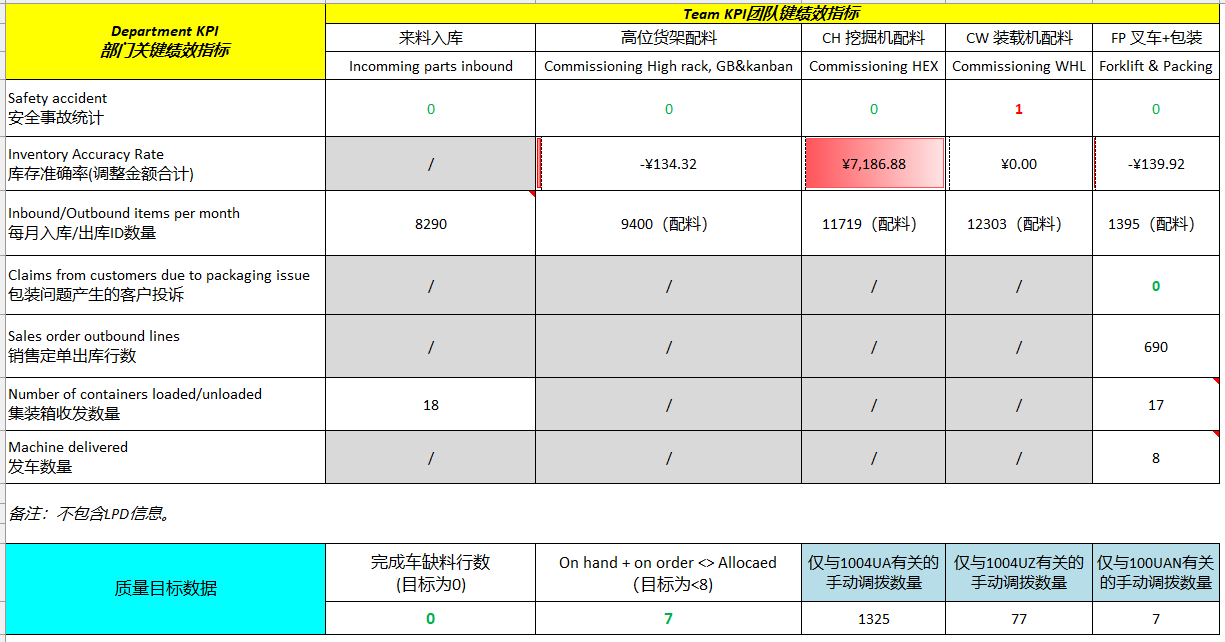 Department KPI
部门关键绩效指标
Team KPI团队键绩效指标
来料入库
高位货架配料
CH 挖掘机配料
CW 装载机配料
FP 叉车+包装
Incomming parts inbound
Commissioning High rack, GB&kanban
Commissioning HEX
Commissioning WHL
Forklift & Packing
Safety accident
安全事故统计
0
0
0
1
0
Inventory Accuracy Rate
库存准确率(调整金额合计)
/
-¥134.32
¥7,186.88
¥0.00
-¥139.92
Inbound/Outbound items per month
每月入库/出库ID数量
8290
9400（配料）
11719（配料）
12303（配料）
1395（配料）
Claims from customers due to packaging issue
包装问题产生的客户投诉
/
/
/
/
0
Sales order outbound lines
销售定单出库行数
/
/
/
/
690
Number of containers loaded/unloaded
集装箱收发数量
18
/
/
/
17
Machine delivered
发车数量
/
/
/
/
8
备注：不包含LPD信息。
质量目标数据
完成车缺料行数
(目标为0)
On hand + on order <> Allocaed
（目标为<8)
仅与1004UA有关的
手动调拨数量
仅与1004UZ有关的
手动调拨数量
仅与100UAN有关
的手动调拨数量
0
7
1325
77
7